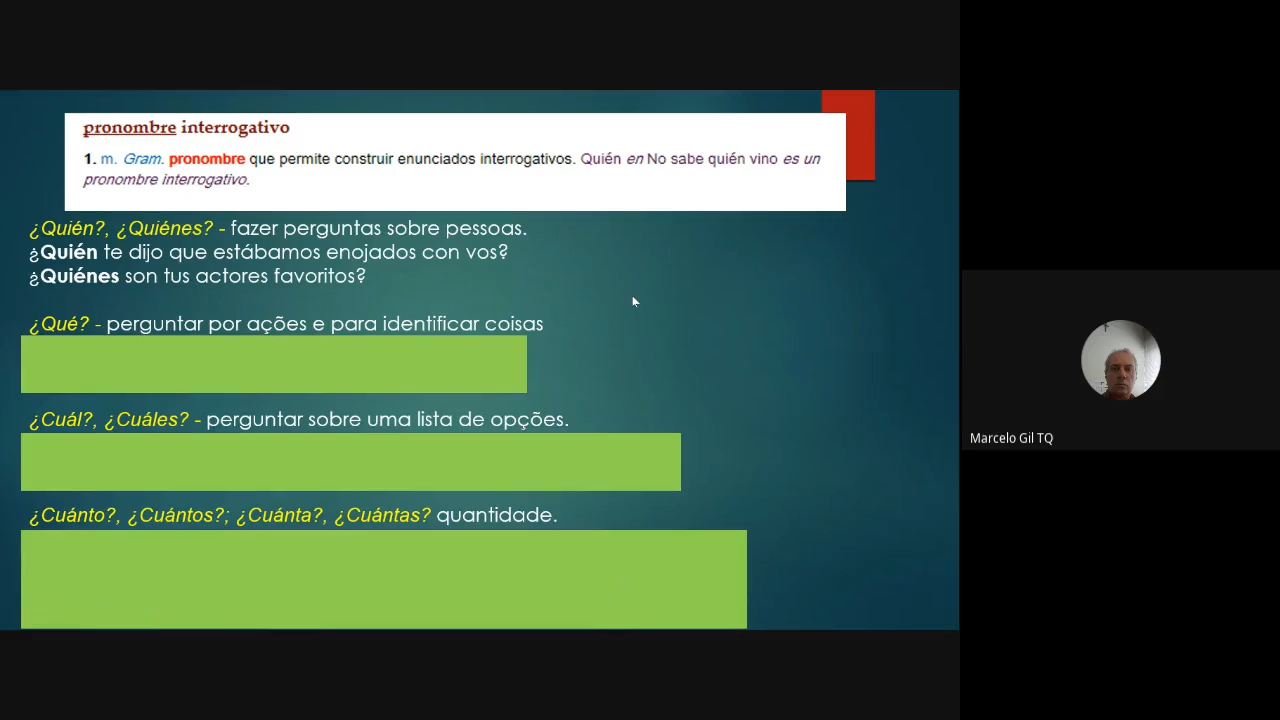 pronombre interrogativo
1. m. Gram. pronombre que permite construir enunciados interrogativos. Quién en No sabe quién vino es un
pronombre interrogativo.
¿Quién?, ¿Quiénes? - fazer perguntas sobre pessoas.
¿Quién te dijo que estábamos enojados con vos?
¿Quiénes son tus actores favoritos?
¿Qué? - perguntar por ações e para identificar coisas
¿Cuál?, ¿Cuáles? - perguntar sobre uma lista de opções.
¿Cuánto?, ¿Cuántos?; ¿Cuánta?, ¿Cuántas? quantidade.
Marcelo Gil TQ